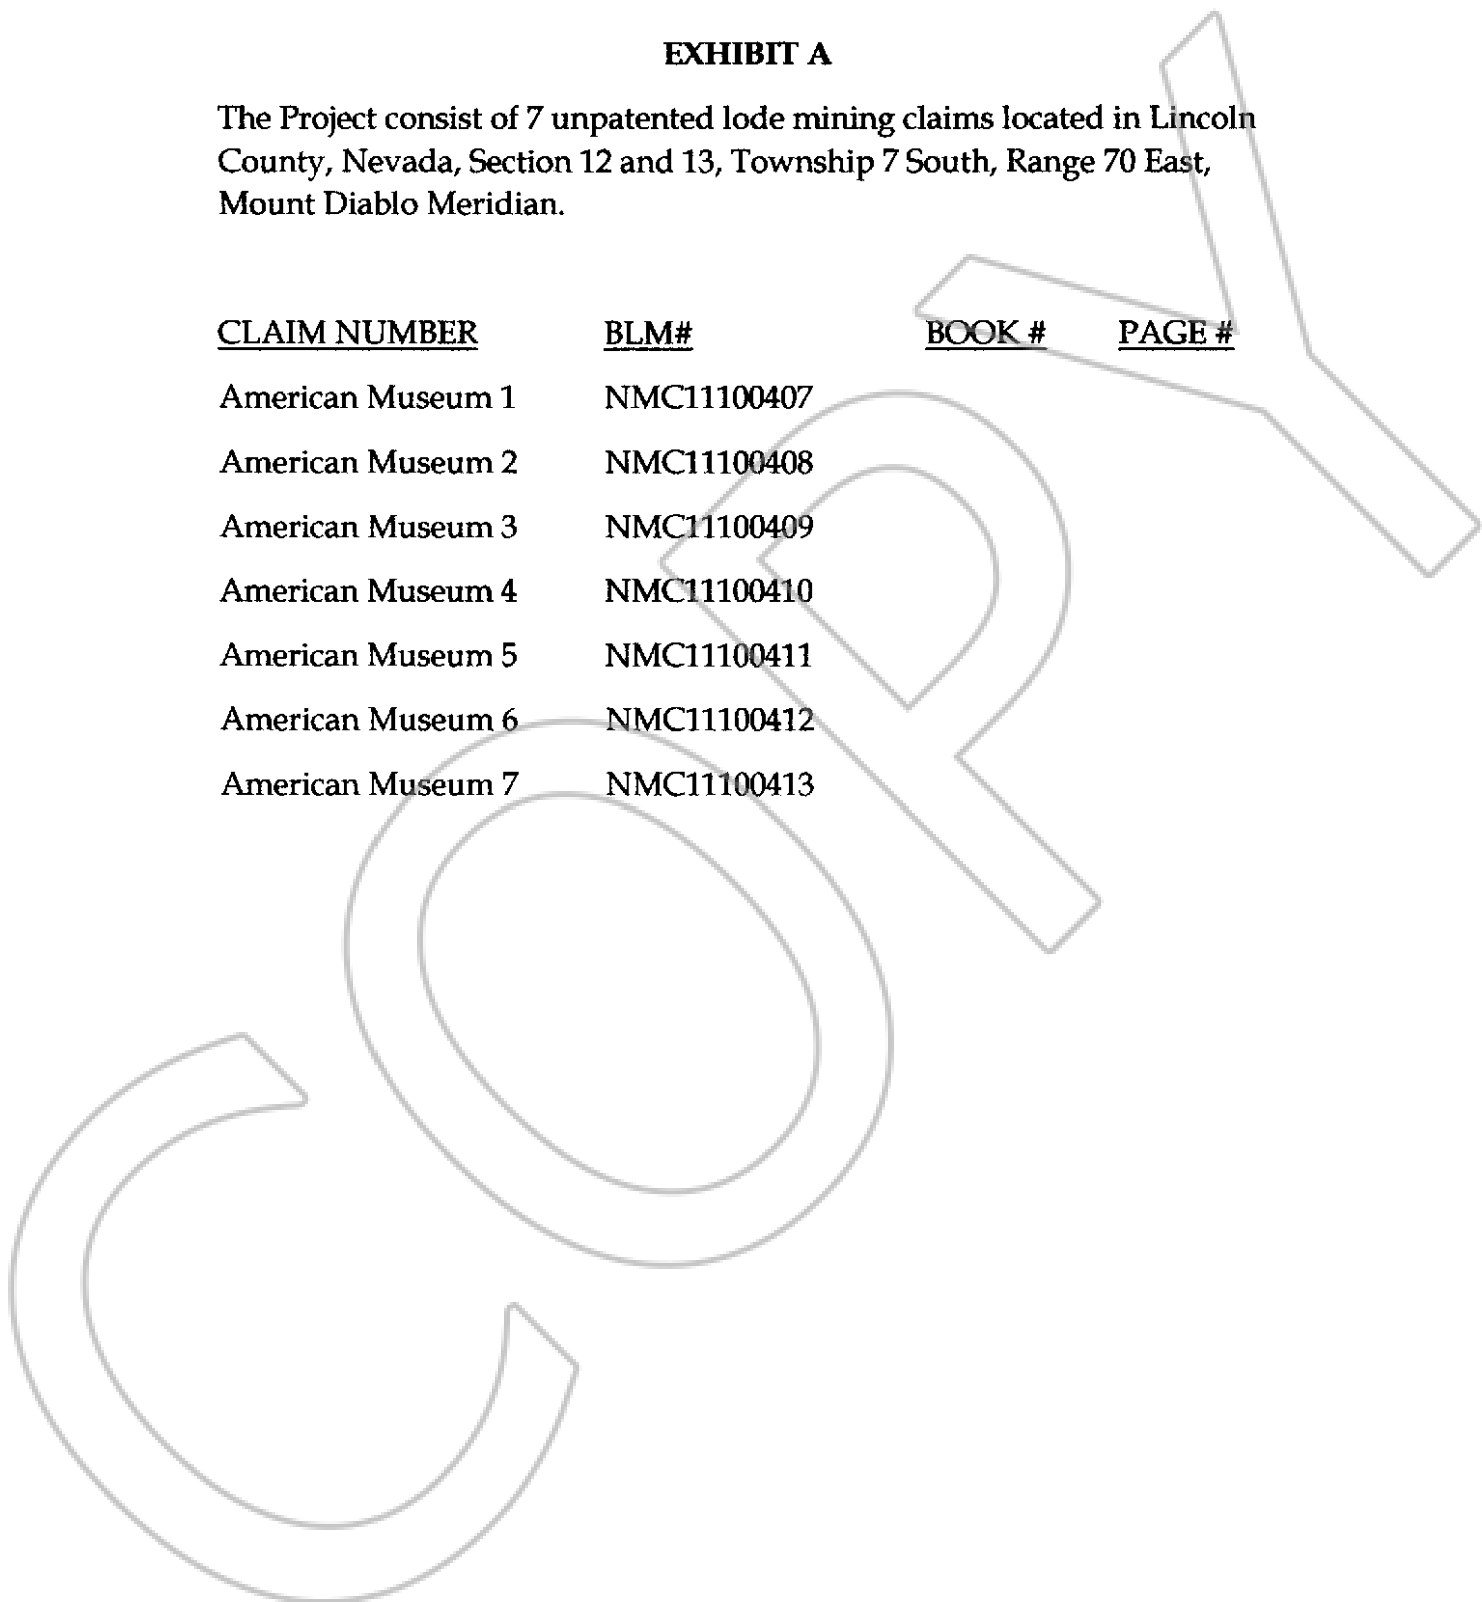 EXHIBIT A
The Project consist of 7 unpatented lode mining claims located in Lincoln
County, Nevada, Section 12 and 13, Township 7 South, Range 70 East,
Mount Diablo Meridian.
CLAIM NUMBER BLM# BOOK # PAGE #
American Museum 1 NMC11100407
American Museum 2 NMC11100408
American Museum 3 NMC11100409
American Museum 4 NMC11100410
American Museum 5 NMC11100411
American Museum 6 NMC11100412
American Museum 7 NMC11100413
COPY